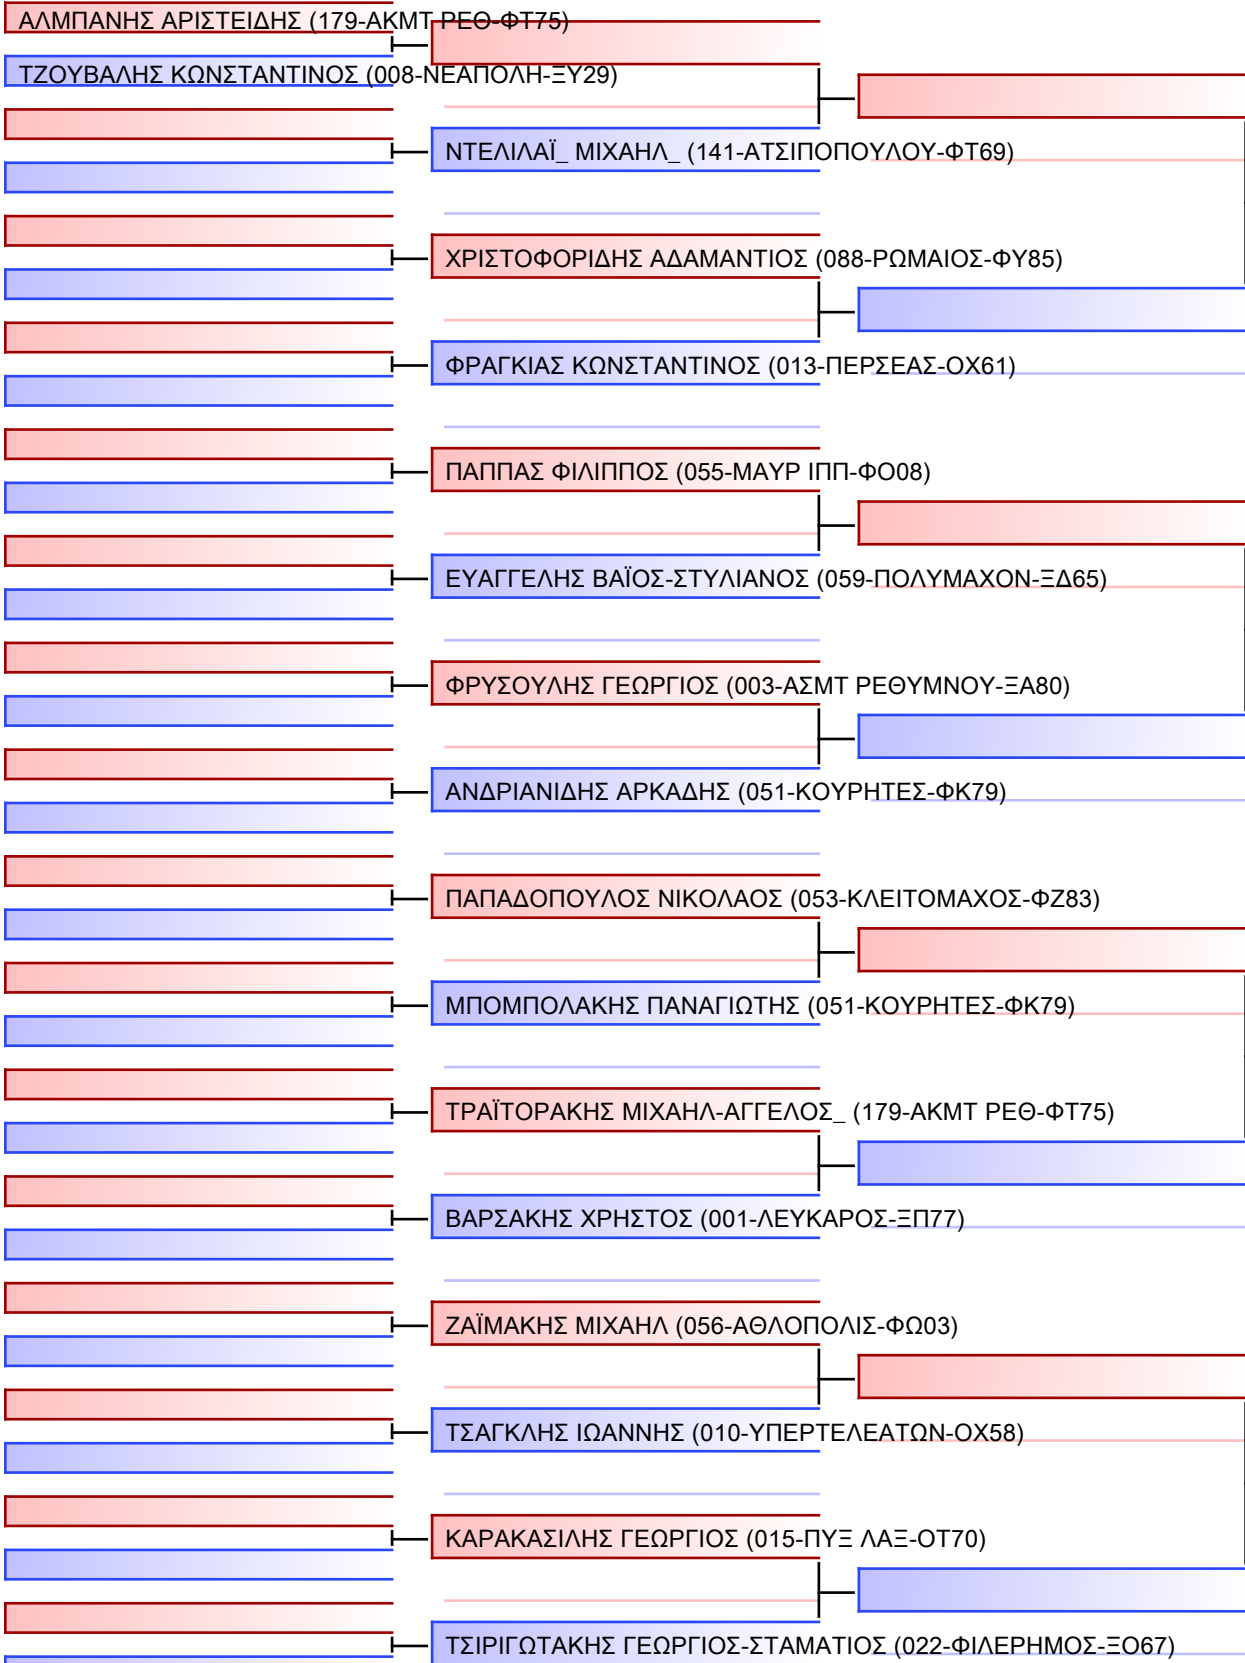 ΑΛΜΠΑΝΗΣ ΑΡΙΣΤΕΙΔΗΣ (179-ΑΚΜΤ ΡΕΘ-ΦΤ75)
ΤΖΟΥΒΑΛΗΣ ΚΩΝΣΤΑΝΤΙΝΟΣ (008-ΝΕΑΠΟΛΗ-ΞΥ29)
ΝΤΕΛΙΛΑΪ_ ΜΙΧΑΗΛ_ (141-ΑΤΣΙΠΟΠΟΥΛΟΥ-ΦΤ69)
ΧΡΙΣΤΟΦΟΡΙΔΗΣ ΑΔΑΜΑΝΤΙΟΣ (088-ΡΩΜΑΙΟΣ-ΦΥ85)
ΦΡΑΓΚΙΑΣ ΚΩΝΣΤΑΝΤΙΝΟΣ (013-ΠΕΡΣΕΑΣ-ΟΧ61)
ΠΑΠΠΑΣ ΦΙΛΙΠΠΟΣ (055-ΜΑΥΡ ΙΠΠ-ΦΟ08)
ΕΥΑΓΓΕΛΗΣ ΒΑΪΟΣ-ΣΤΥΛΙΑΝΟΣ (059-ΠΟΛΥΜΑΧΟΝ-ΞΔ65)
ΦΡΥΣΟΥΛΗΣ ΓΕΩΡΓΙΟΣ (003-ΑΣΜΤ ΡΕΘΥΜΝΟΥ-ΞΑ80)
ΑΝΔΡΙΑΝΙΔΗΣ ΑΡΚΑΔΗΣ (051-ΚΟΥΡΗΤΕΣ-ΦΚ79)
ΠΑΠΑΔΟΠΟΥΛΟΣ ΝΙΚΟΛΑΟΣ (053-ΚΛΕΙΤΟΜΑΧΟΣ-ΦΖ83)
ΜΠΟΜΠΟΛΑΚΗΣ ΠΑΝΑΓΙΩΤΗΣ (051-ΚΟΥΡΗΤΕΣ-ΦΚ79)
ΤΡΑΪΤΟΡΑΚΗΣ ΜΙΧΑΗΛ-ΑΓΓΕΛΟΣ_ (179-ΑΚΜΤ ΡΕΘ-ΦΤ75)
ΒΑΡΣΑΚΗΣ ΧΡΗΣΤΟΣ (001-ΛΕΥΚΑΡΟΣ-ΞΠ77)
ΖΑΪΜΑΚΗΣ ΜΙΧΑΗΛ (056-ΑΘΛΟΠΟΛΙΣ-ΦΩ03)
ΤΣΑΓΚΛΗΣ ΙΩΑΝΝΗΣ (010-ΥΠΕΡΤΕΛΕΑΤΩΝ-ΟΧ58)
ΚΑΡΑΚΑΣΙΛΗΣ ΓΕΩΡΓΙΟΣ (015-ΠΥΞ ΛΑΞ-ΟΤ70)
ΤΣΙΡΙΓΩΤΑΚΗΣ ΓΕΩΡΓΙΟΣ-ΣΤΑΜΑΤΙΟΣ (022-ΦΙΛΕΡΗΜΟΣ-ΞΟ67)